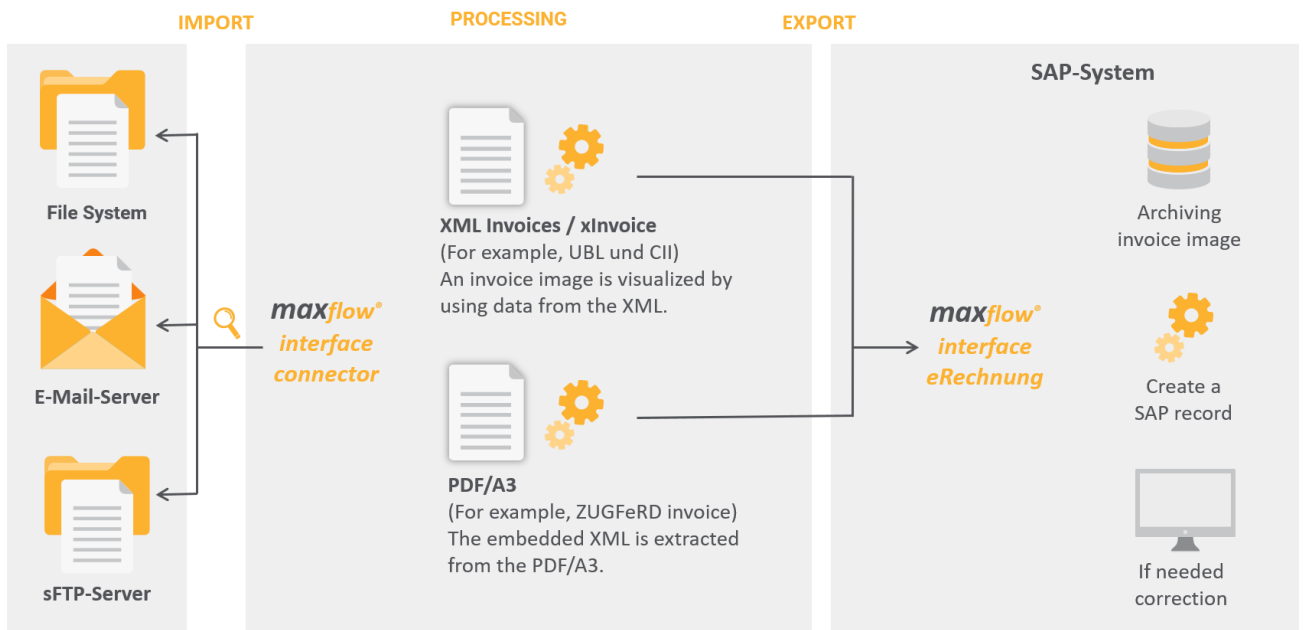 IMPORT
PROCESSING
EXPORT
File System
E-Mail-Server
sFTP-Server
maxflow®
interface
connector
XML Invoices / xInvoice
(For example, UBL und CII)
An invoice image is visualized by
using data from the XML.
PDF/A3
(For example, ZUGFeRD invoice)
The embedded XML is extracted
from the PDF/A3.
maxflow®
interface
eRechnung
SAP-System
Archiving
invoice image
Create a
SAP record
If needed
correction